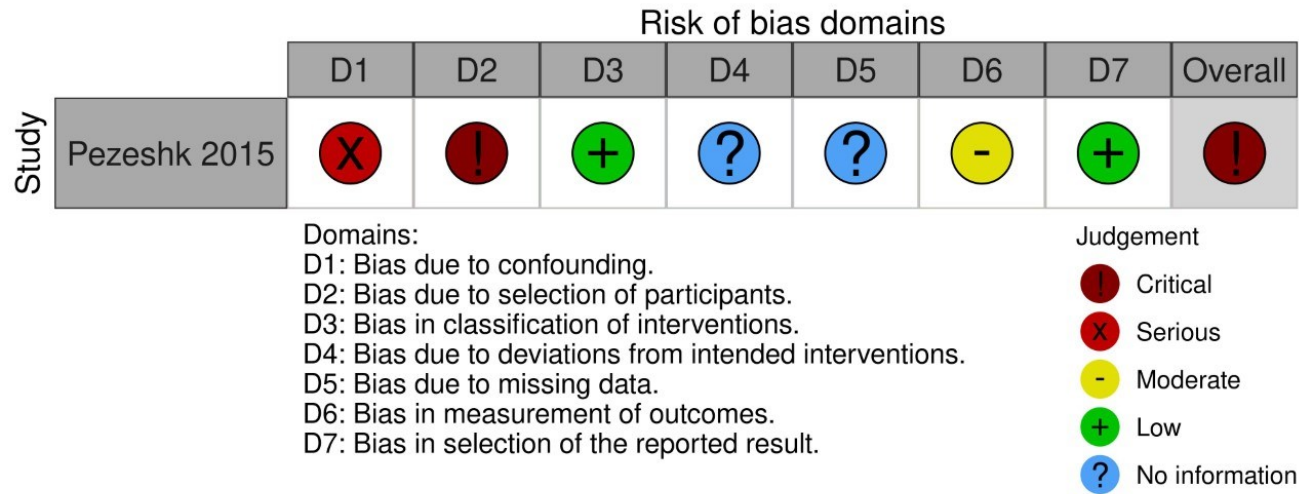 Risk of bias domains
D1 D2 D3 D4 D5 D6 D7 Overall
Study
Pezeshk 2015 X ! + ? ? - + !
Domains:
D1: Bias due to confounding.
D2: Bias due to selection of participants.
D3: Bias in classification of interventions.
D4: Bias due to deviations from intended interventions.
D5: Bias due to missing data.
D6: Bias in measurement of outcomes.
D7: Bias in selection of the reported result.
Judgement
! Critical
X Serious
- Moderate
+ Low
? No information